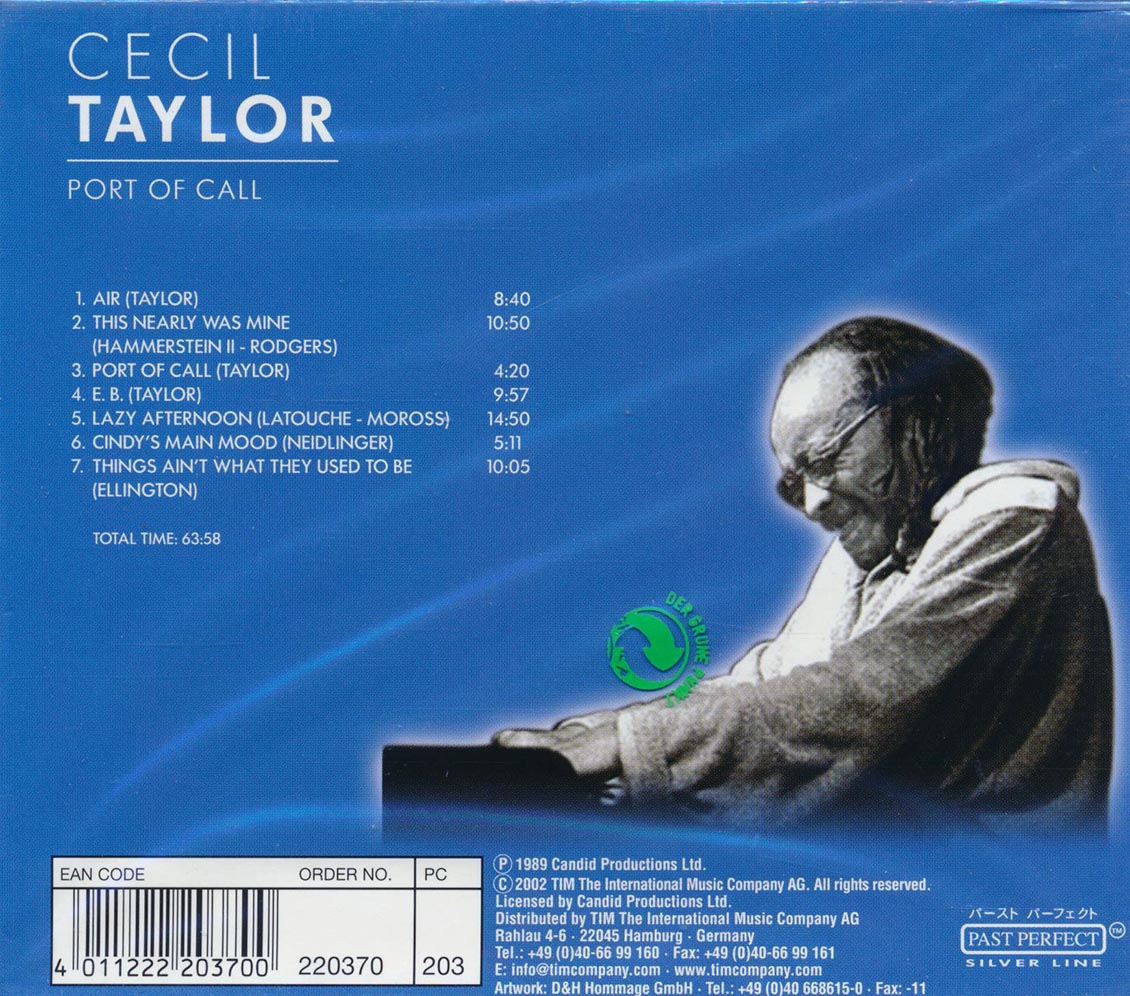 CECIL
TAYLOR
PORT OF CALL
1. AIR (TAYLOR) 8:40
2. THIS NEARLY WAS MINE 10:50
(HAMMERSTEIN II - RODGERS)
3. PORT OF CALL (TAYLOR) 4:20
4. E. B. (TAYLOR) 9:57
5. LAZY AFTERNOON (LATOUCHE - MOROSS) 14:50
6. CINDY'S MAIN MOOD (NEIDLINGER) 5:11
7. THINGS AIN'T WHAT THEY USED TO BE 10:05
(ELLINGTON)
TOTAL TIME: 63:58
DER GRÜNE PUNKT
EAN CODE ORDER NO. PC
4 011222 203700 220370 203
Ⓟ 1989 Candid Productions Ltd.
Ⓒ 2002 TIM The International Music Company AG. All rights reserved.
Licensed by Candid Productions Ltd.
Distributed by TIM The International Music Company AG
Rahlau 4-6 · 22045 Hamburg · Germany
Tel.: +49 (0)40-66 99 160 · Fax: +49 (0)40-66 99 161
E: info@timcompany.com · www.timcompany.com
Artwork: D&H Hommage GmbH · Tel.: +49 (0)40 668615-0 · Fax: -11
パースト パーフェクト
PAST PERFECT TM
SILVER LINE